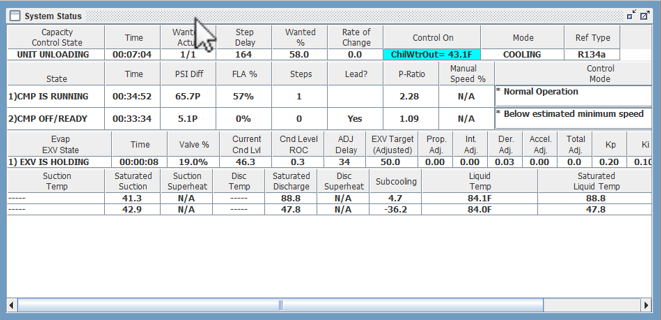 System Status
Capacity Control State Time Wante Actu Step Delay Wanted % Rate of Change Control On Mode Ref Type
UNIT UNLOADING 00:07:04 1/1 164 58.0 0.0 ChilWtrOut= 43.1F COOLING R134a
State Time PSI Diff FLA % Steps Lead? P-Ratio Manual Speed % Control Mode
1)CMP IS RUNNING 00:34:52 65.7P 57% 1 2.28 N/A * Normal Operation
2)CMP OFF/READY 00:33:34 5.1P 0% 0 Yes 1.09 N/A * Below estimated minimum speed
Evap EXV State Time Valve % Current Cnd Lvl Cnd Level ROC ADJ Delay EXV Target (Adjusted) Prop. Adj. Int. Adj. Der. Adj. Accel. Adj. Total Adj. Kp Ki
1) EXV IS HOLDING 00:00:08 19.0% 46.3 0.3 34 50.0 0.00 0.00 0.03 0.00 0.0 0.20 0.10
Suction Temp Saturated Suction Suction Superheat Disc Temp Saturated Discharge Disc Superheat Subcooling Liquid Temp Saturated Liquid Temp
----- 41.3 N/A ----- 88.8 N/A 4.7 84.1F 88.8
----- 42.9 N/A ----- 47.8 N/A -36.2 84.0F 47.8